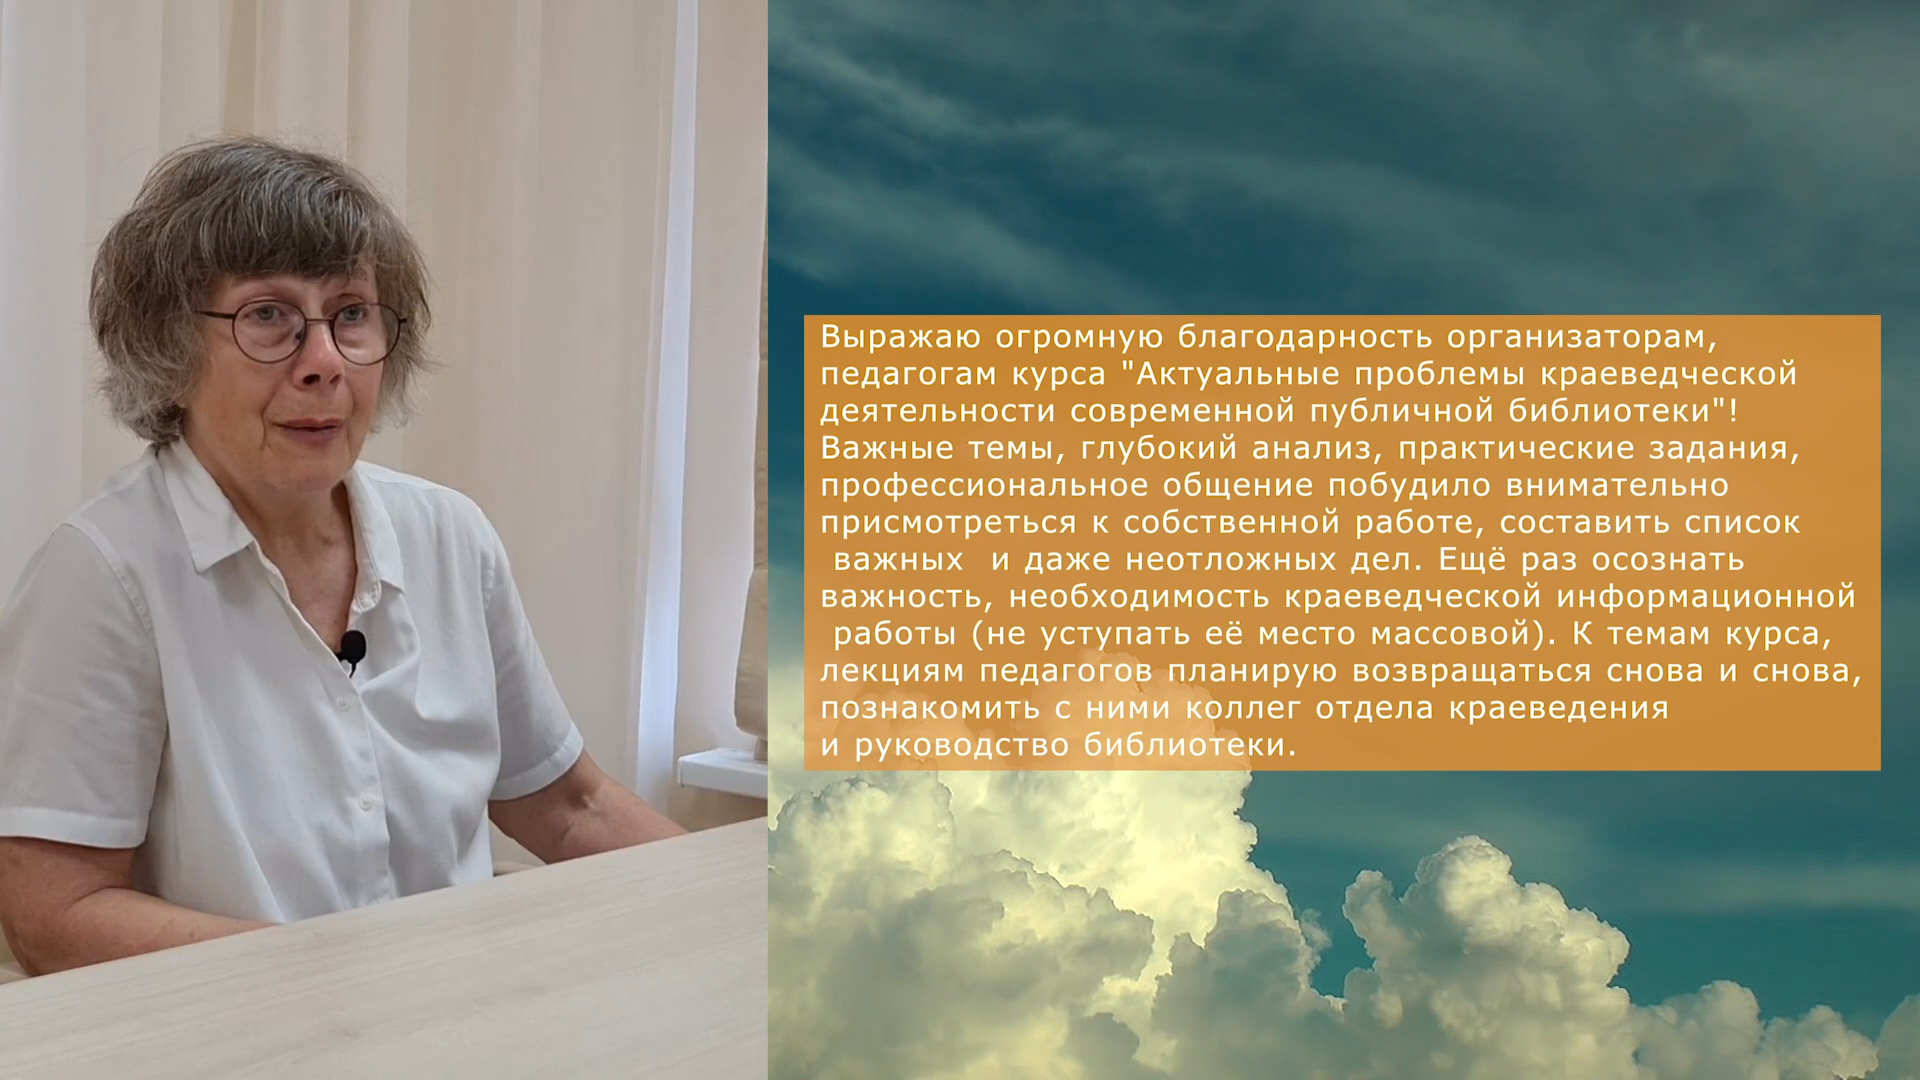 Выражаю огромную благодарность организаторам,
педагогам курса "Актуальные проблемы краеведческой
деятельности современной публичной библиотеки"!
Важные темы, глубокий анализ, практические задания,
профессиональное общение побудило внимательно
присмотреться к собственной работе, составить список
важных  и даже неотложных дел. Ещё раз осознать
важность, необходимость краеведческой информационной
работы (не уступать её место массовой). К темам курса,
лекциям педагогов планирую возвращаться снова и снова,
познакомить с ними коллег отдела краеведения
и руководство библиотеки.